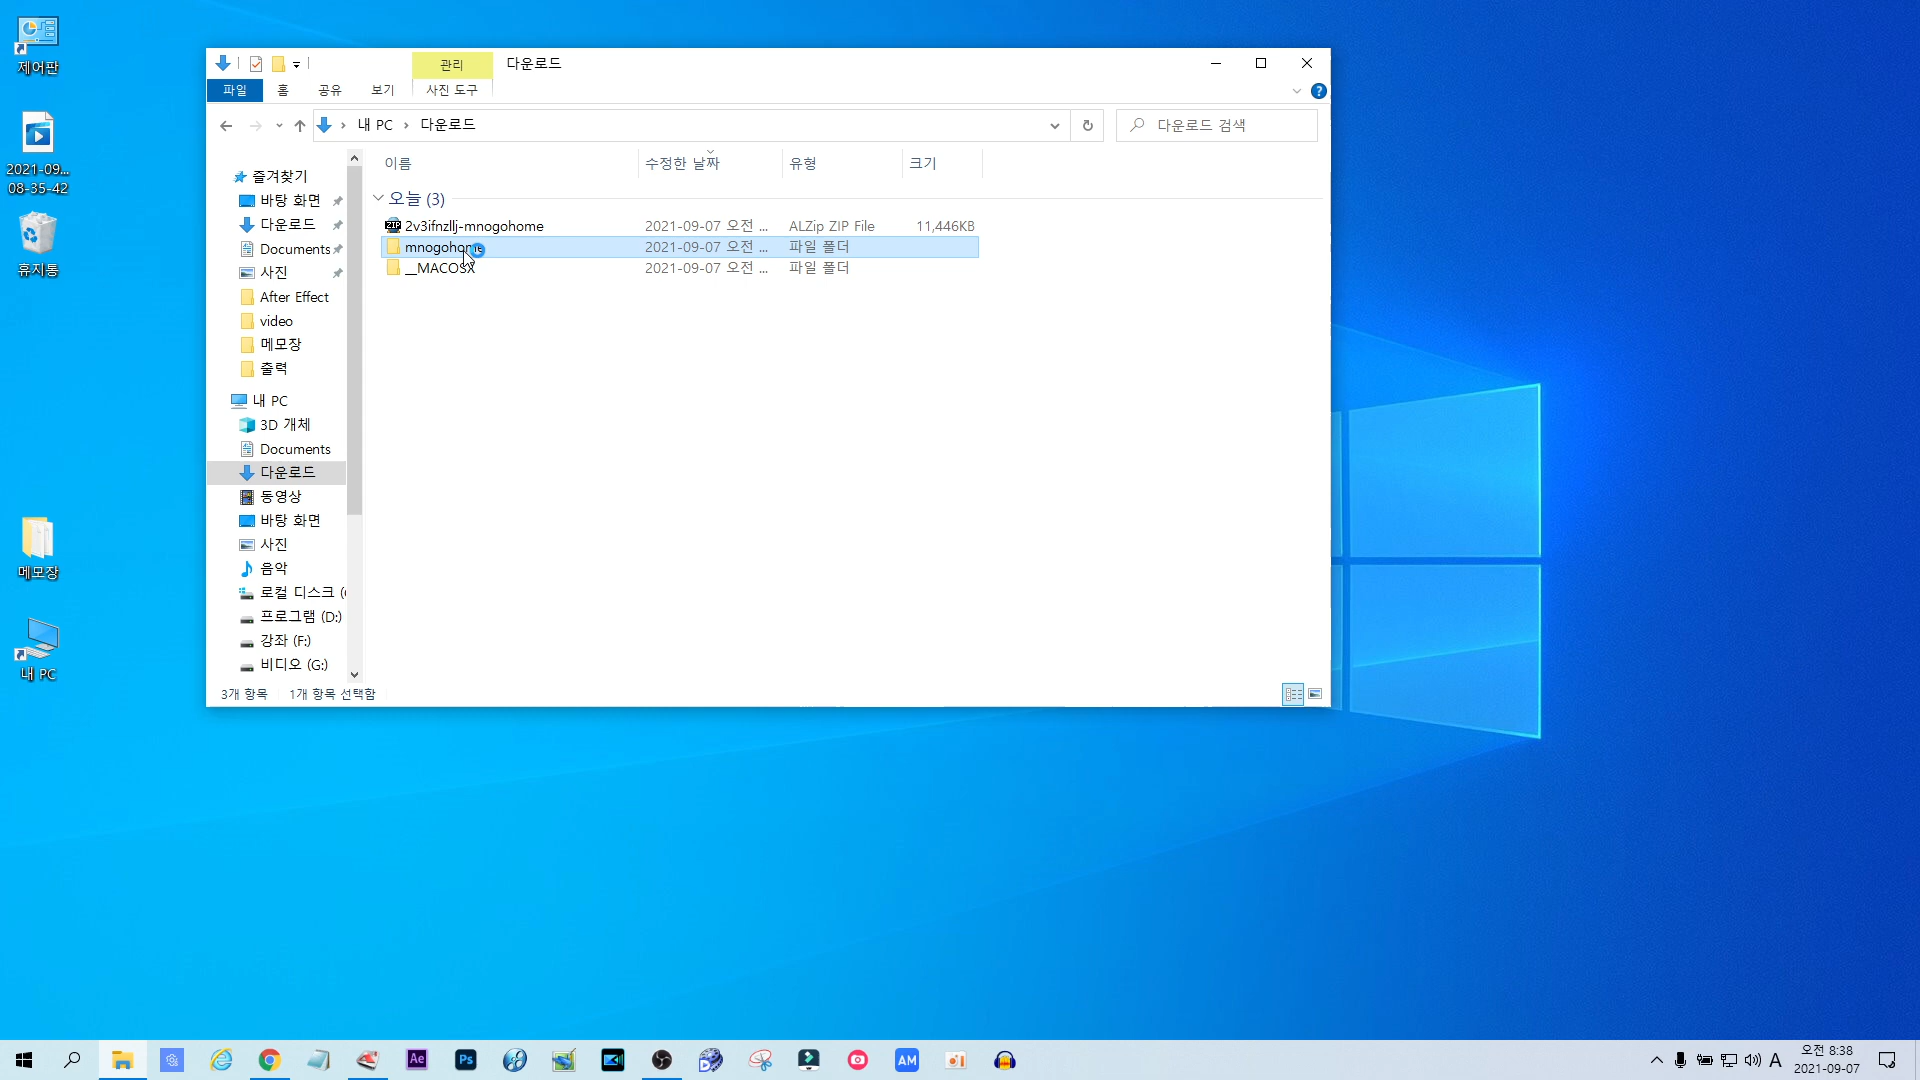 제어판
2021-09...
08-35-42
휴지통
메모장
내 PC
관리
다운로드
파일
홈
공유
보기
사진 도구
내 PC
다운로드
다운로드 검색
즐겨찾기
바탕 화면
다운로드
Documents
사진
After Effect
video
메모장
출력
내 PC
3D 개체
Documents
다운로드
동영상
바탕 화면
사진
음악
로컬 디스크 (
프로그램 (D:)
강좌 (F:)
비디오 (G:)
이름
수정한 날짜
유형
크기
오늘 (3)
ZIP 2v3ifnzllj-mnogohome 2021-09-07 오전 ... ALZip ZIP File 11,446KB
mnogohome 2021-09-07 오전 ... 파일 폴더
__MACOSX 2021-09-07 오전 ... 파일 폴더
3개 항목
1개 항목 선택함
Ae
Ps
AM
A
오전 8:38
2021-09-07